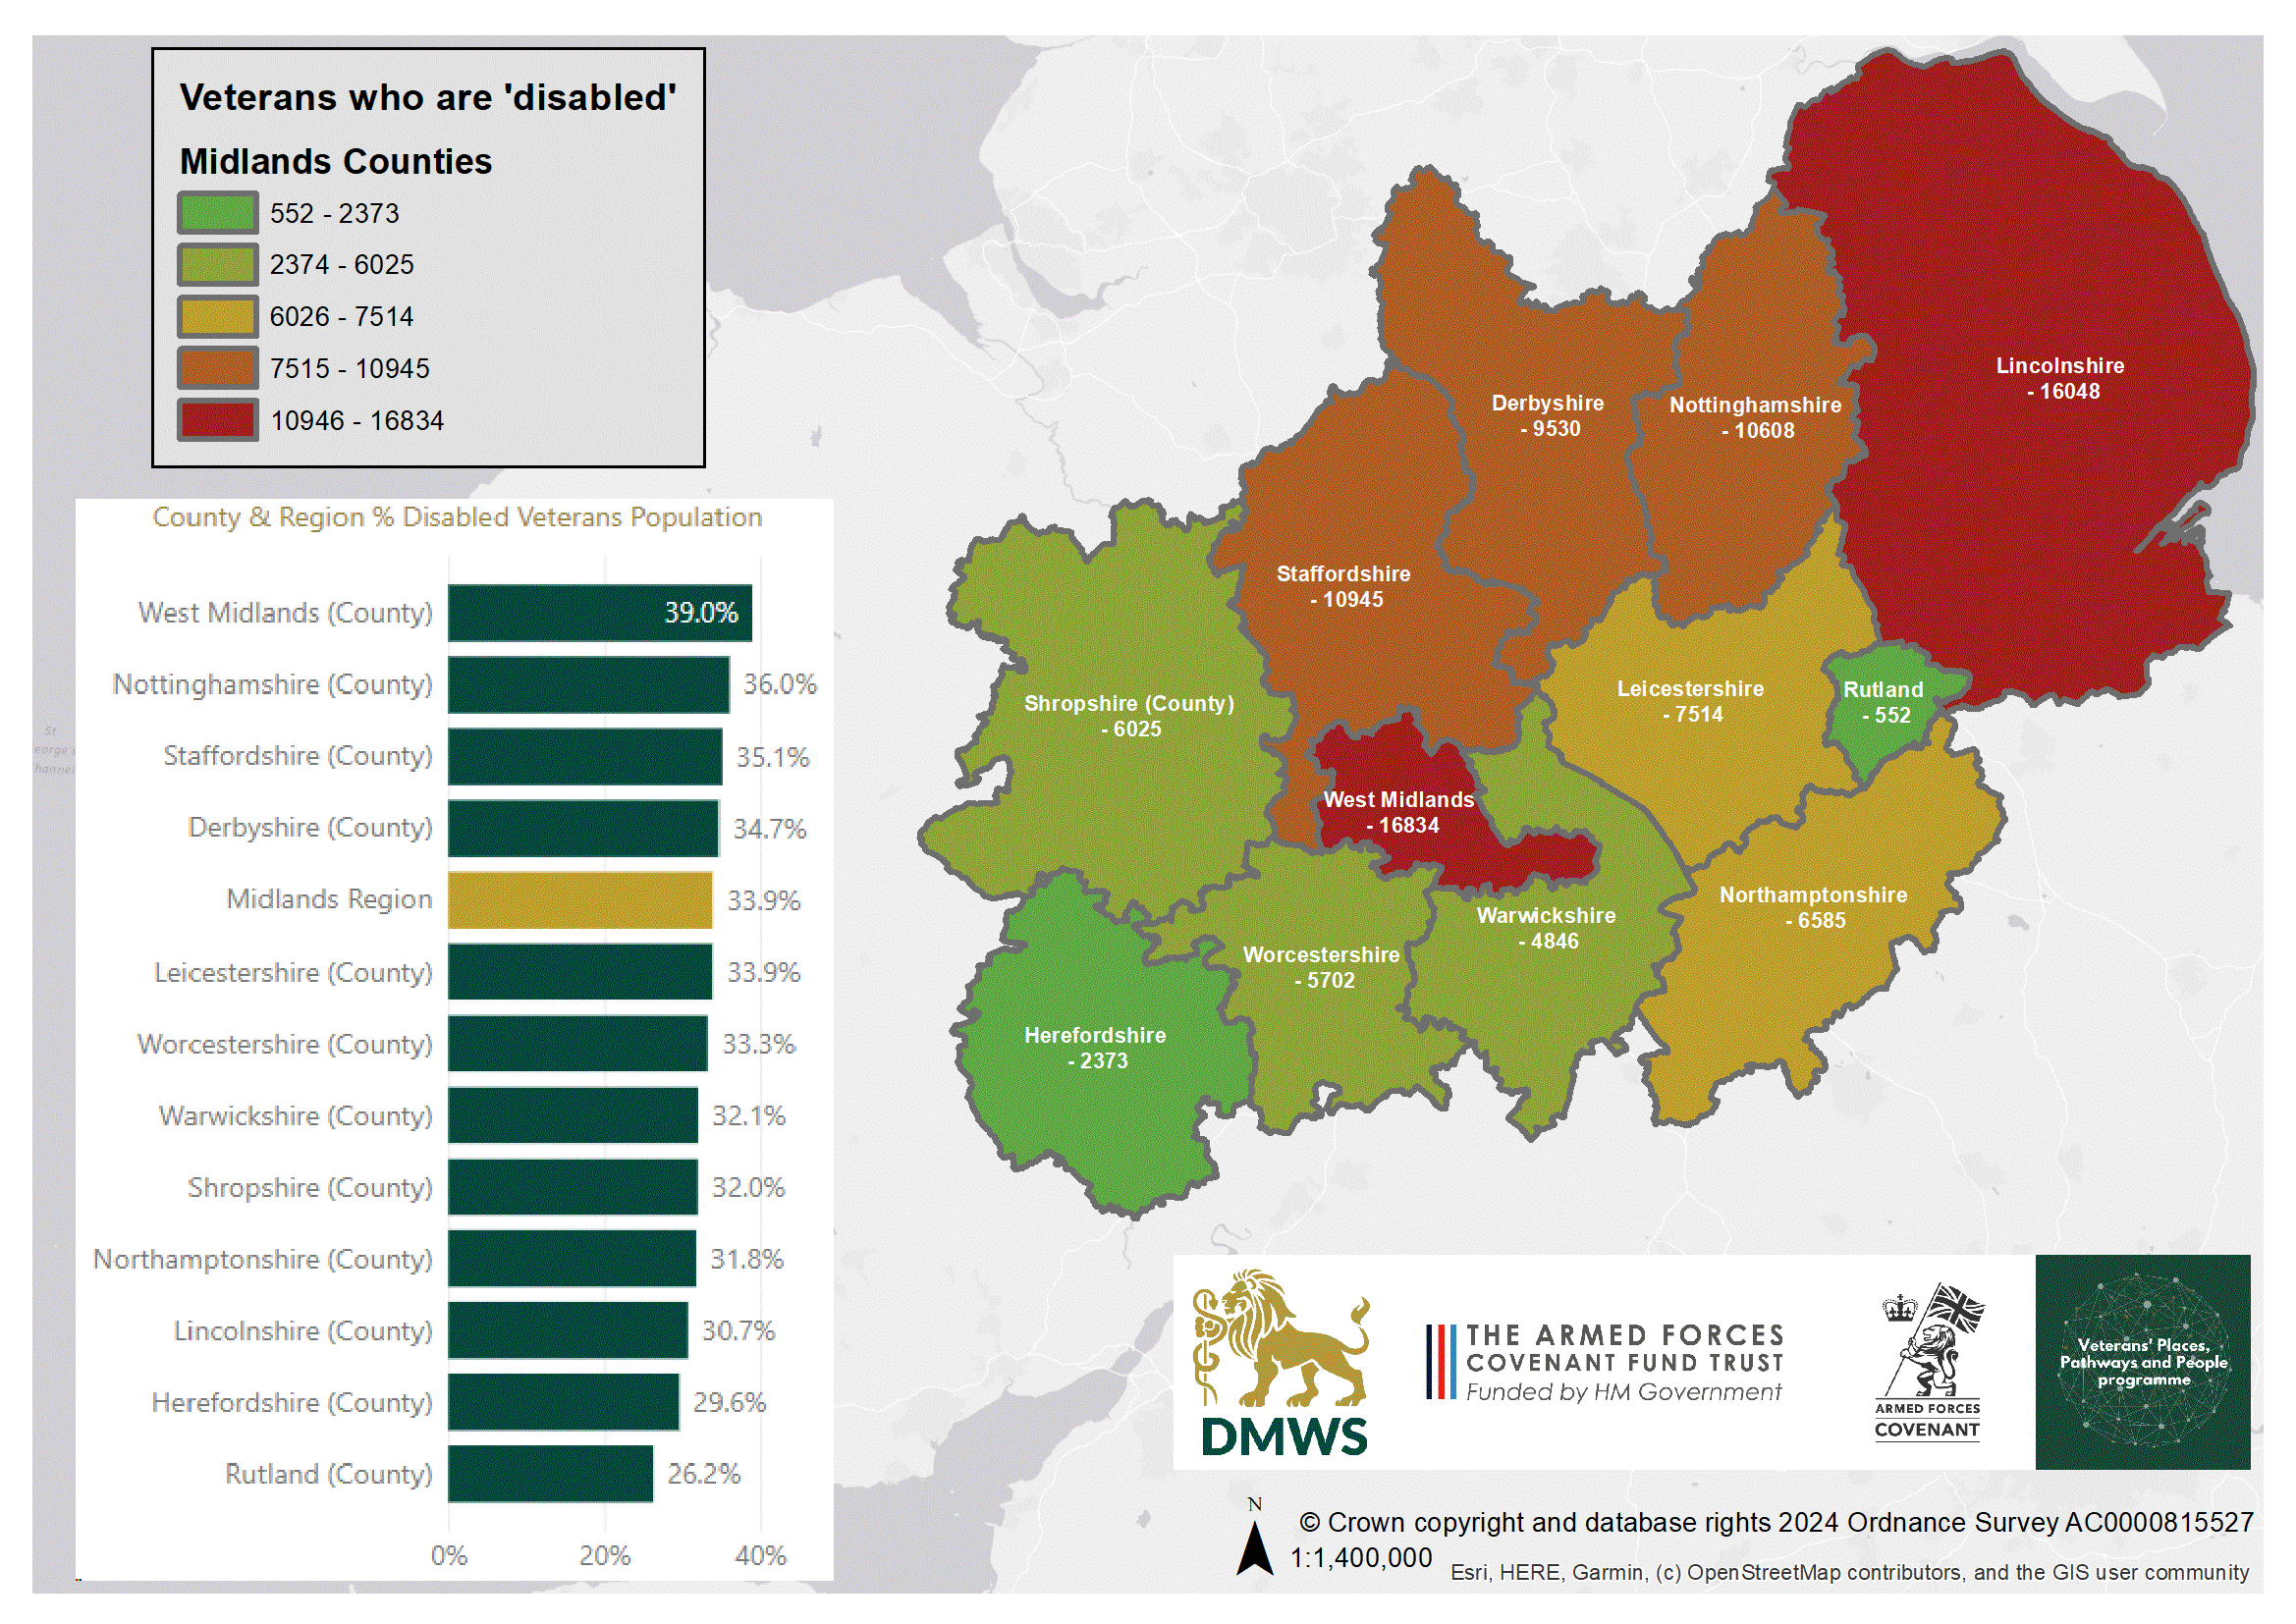 Veterans who are 'disabled'
Midlands Counties
552 - 2373
2374 - 6025
6026 - 7514
7515 - 10945
10946 - 16834
County & Region % Disabled Veterans Population
West Midlands (County) 39.0%
Nottinghamshire (County) 36.0%
Staffordshire (County) 35.1%
Derbyshire (County) 34.7%
Midlands Region 33.9%
Leicestershire (County) 33.9%
Worcestershire (County) 33.3%
Warwickshire (County) 32.1%
Shropshire (County) 32.0%
Northamptonshire (County) 31.8%
Lincolnshire (County) 30.7%
Herefordshire (County) 29.6%
Rutland (County) 26.2%
0% 20% 40%
St.
eorge's
hannel
Lincolnshire
- 16048
Derbyshire
- 9530
Nottinghamshire
- 10608
Staffordshire
- 10945
Shropshire (County)
- 6025
Leicestershire
- 7514
Rutland
- 552
West Midlands
- 16834
Northamptonshire
- 6585
Warwickshire
- 4846
Worcestershire
- 5702
Herefordshire
- 2373
DMWS
THE ARMED FORCES
COVENANT FUND TRUST
Funded by HM Government
ARMED FORCES
COVENANT
Veterans' Places,
Pathways and People
programme
N
© Crown copyright and database rights 2024 Ordnance Survey AC0000815527
1:1,400,000
Esri, HERE, Garmin, (c) OpenStreetMap contributors, and the GIS user community